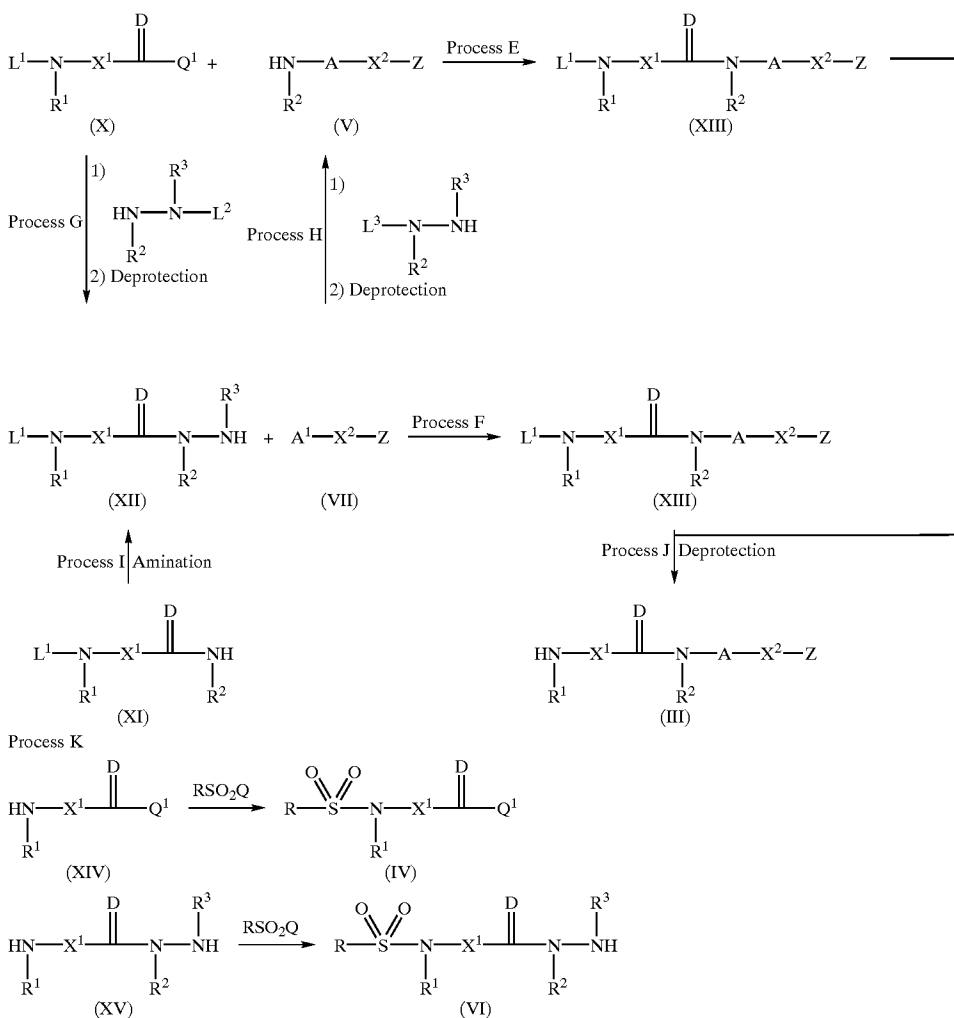 D D
L¹ N X¹ Q¹ + HN A X² Z Process E L¹ N X¹ N A X² Z
R¹ R² R¹ R²
(X) (V) (XIII)
1) R³ 1) R³
Process G HN N L² Process H L³ N NH
R² R²
2) Deprotection 2) Deprotection
D R³ D
L¹ N X¹ N NH + A¹ X² Z Process F L¹ N X¹ N A X² Z
R¹ R² R¹ R²
(XII) (VII) (XIII)
Process I Amination Process J Deprotection
D D
L¹ N X¹ NH HN X¹ N A X² Z
R¹ R² R¹ R²
(XI) (III)
Process K
D O O D
HN X¹ Q¹ RSO₂Q R S N X¹ Q¹
R¹ R¹
(XIV) (IV)
D R³ O O D R³
HN X¹ N NH RSO₂Q R S N X¹ N NH
R¹ R² R¹ R²
(XV) (VI)